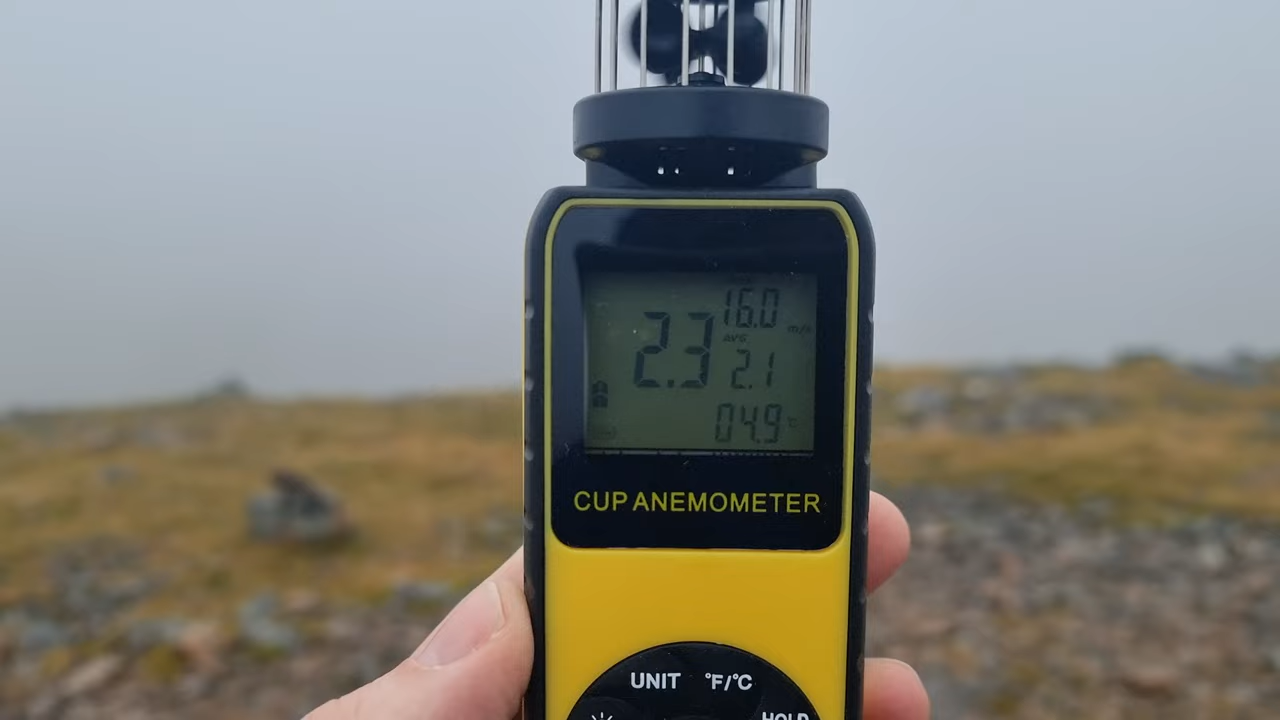 16.0
m/s
2.3
AVG
2.1
04.9 °C
CUP ANEMOMETER
UNIT °F/°C
HOLD